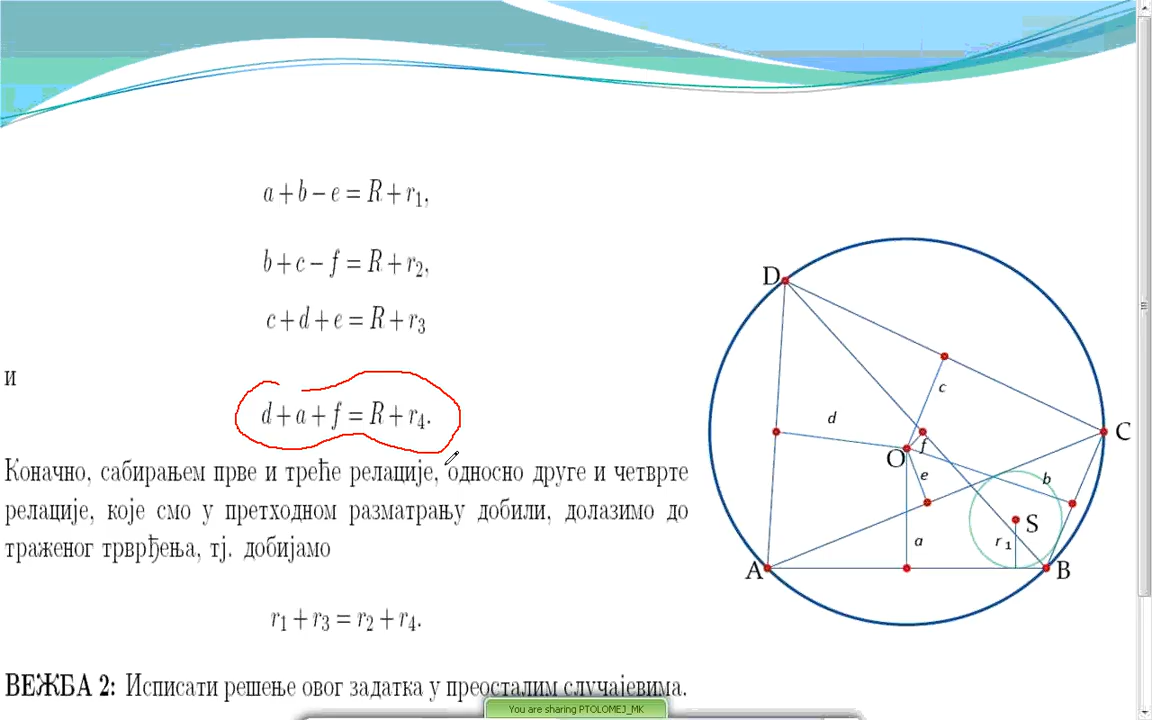 a + b − e = R + r₁,
b + c − f = R + r₂,
c + d + e = R + r₃
и
d + a + f = R + r₄.
Коначно, сабирањем прве и треће релације, односно друге и четврте
релације, које смо у претходном разматрању добили, долазимо до
траженог тврђења, тј. добијамо
r₁ + r₃ = r₂ + r₄.
ВЕЖБА 2: Исписати решење овог задатка у преосталим случајевима.
D
c
C
d
O
f
e
b
S
a
r 1
A
B
You are sharing PTOLOMEJ_MK